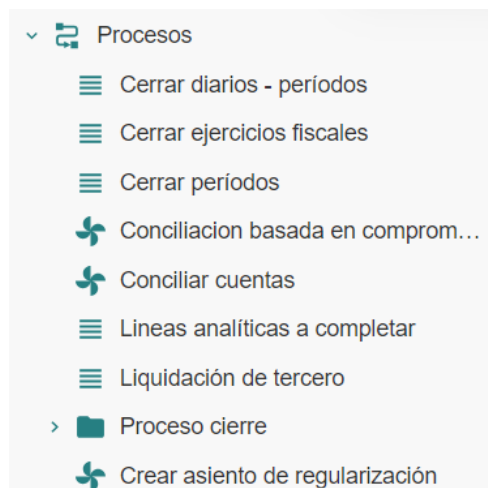 Procesos
Cerrar diarios - períodos
Cerrar ejercicios fiscales
Cerrar períodos
Conciliacion basada en comprom...
Conciliar cuentas
Lineas analíticas a completar
Liquidación de tercero
Proceso cierre
Crear asiento de regularización